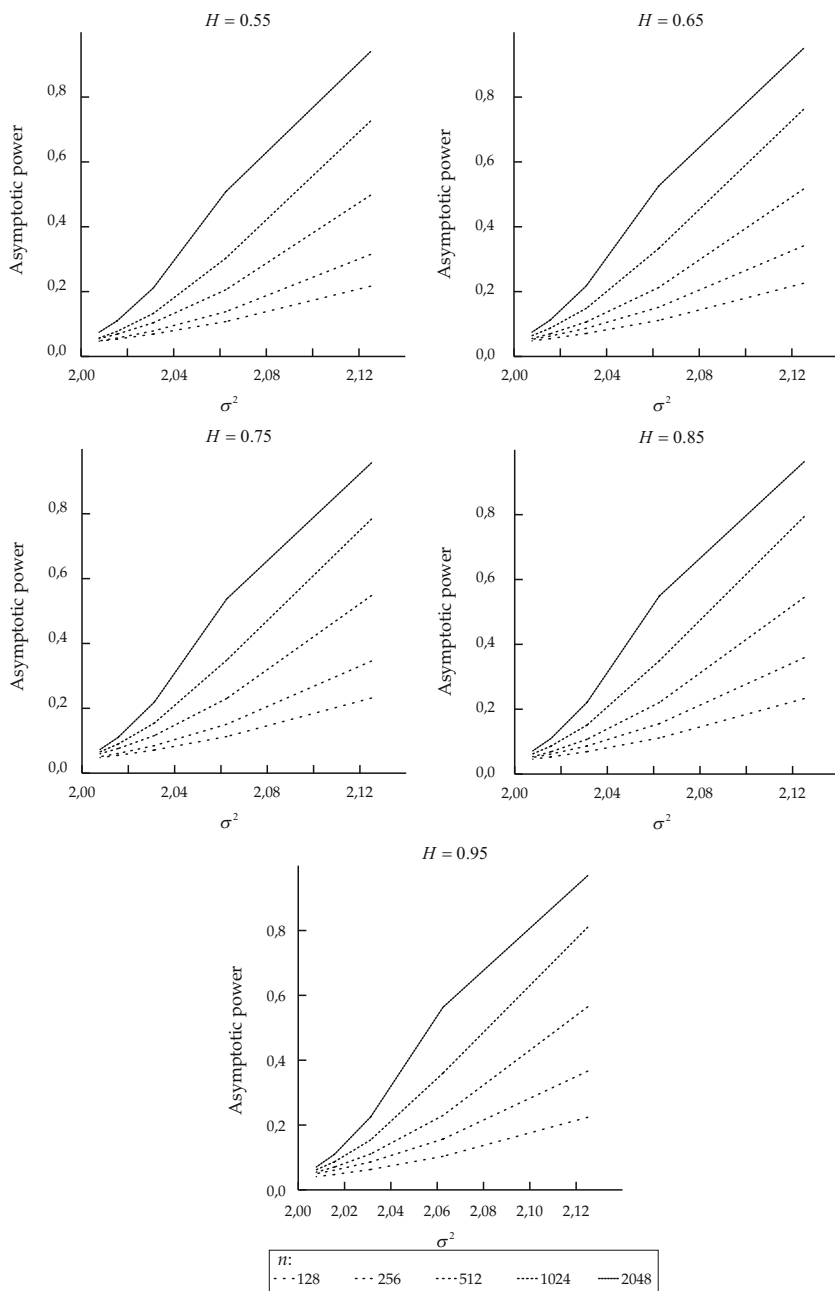 H = 0.55
Asymptotic power
0,8
0,6
0,4
0,2
0,0
2,00 2,04 2,08 2,12
σ²
H = 0.65
Asymptotic power
0,8
0,6
0,4
0,2
0,0
2,00 2,04 2,08 2,12
σ²
H = 0.75
Asymptotic power
0,8
0,6
0,4
0,2
0,0
2,00 2,04 2,08 2,12
σ²
H = 0.85
Asymptotic power
0,8
0,6
0,4
0,2
0,0
2,00 2,04 2,08 2,12
σ²
H = 0.95
Asymptotic power
0,8
0,6
0,4
0,2
0,0
2,00 2,02 2,04 2,06 2,08 2,10 2,12
σ²
n:
128 256 512 1024 2048